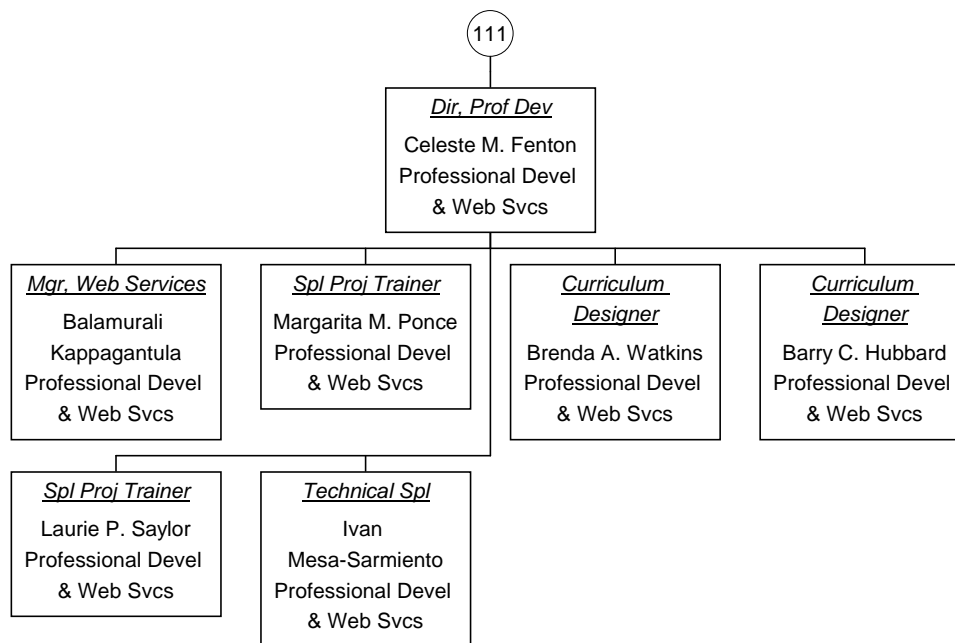 111
Dir, Prof Dev
Celeste M. Fenton
Professional Devel
& Web Svcs
Mgr, Web Services
Balamurali
Kappagantula
Professional Devel
& Web Svcs
Spl Proj Trainer
Margarita M. Ponce
Professional Devel
& Web Svcs
Curriculum
Designer
Brenda A. Watkins
Professional Devel
& Web Svcs
Curriculum
Designer
Barry C. Hubbard
Professional Devel
& Web Svcs
Spl Proj Trainer
Laurie P. Saylor
Professional Devel
& Web Svcs
Technical Spl
Ivan
Mesa-Sarmiento
Professional Devel
& Web Svcs